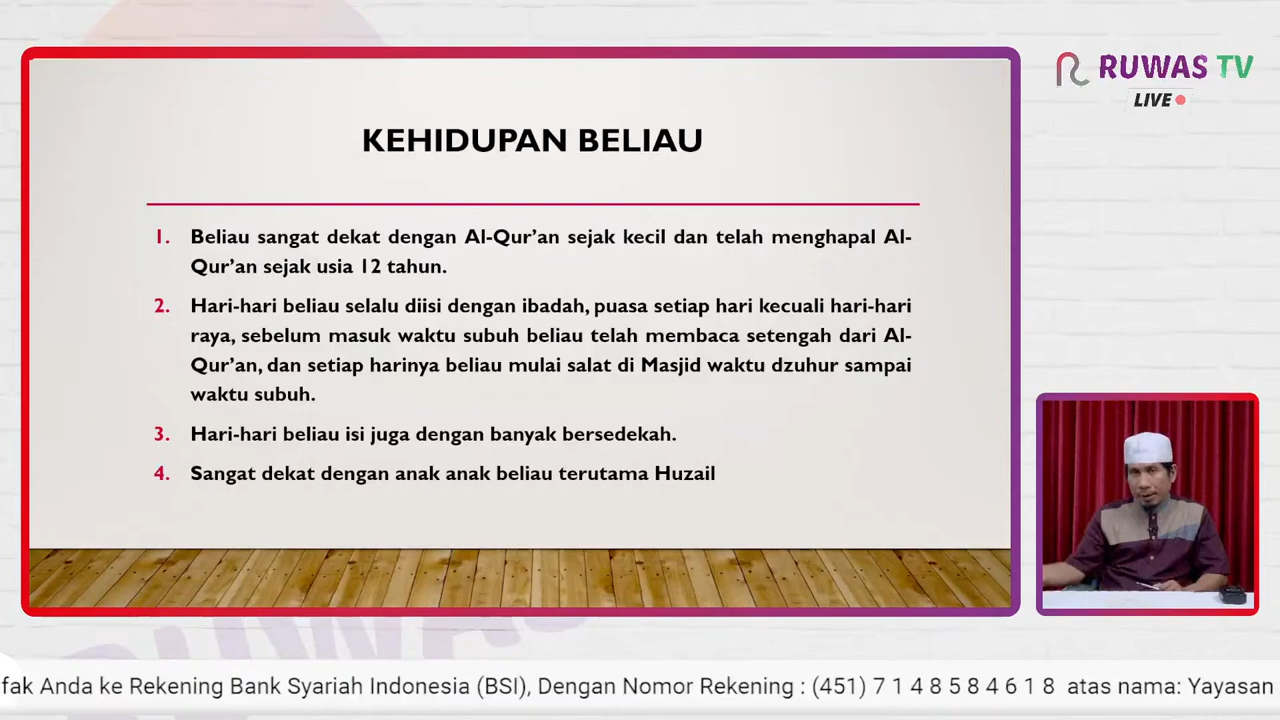 RUWAS TV
LIVE
KEHIDUPAN BELIAU
1. Beliau sangat dekat dengan Al-Qur’an sejak kecil dan telah menghapal Al-
Qur’an sejak usia 12 tahun.
2. Hari-hari beliau selalu diisi dengan ibadah, puasa setiap hari kecuali hari-hari
raya, sebelum masuk waktu subuh beliau telah membaca setengah dari Al-
Qur’an, dan setiap harinya beliau mulai salat di Masjid waktu dzuhur sampai
waktu subuh.
3. Hari-hari beliau isi juga dengan banyak bersedekah.
4. Sangat dekat dengan anak anak beliau terutama Huzail
fak Anda ke Rekening Bank Syariah Indonesia (BSI), Dengan Nomor Rekening : (451) 7 1 4 8 5 8 4 6 1 8 atas nama: Yayasan